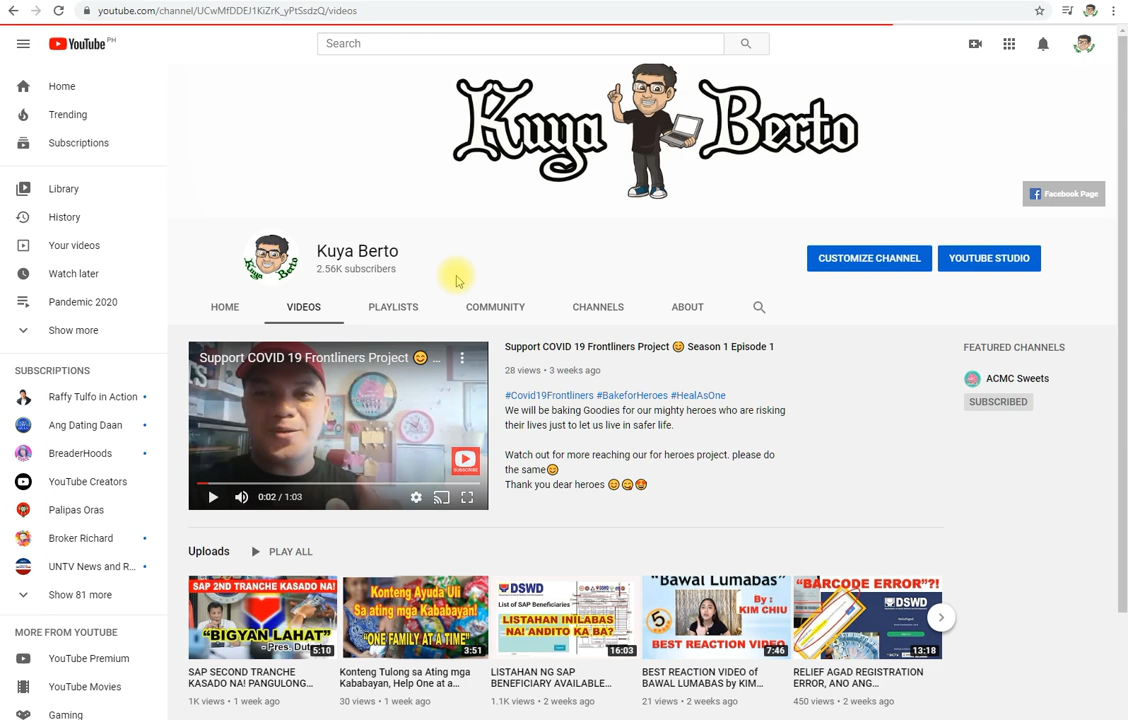 youtube.com/channel/UCwMfDDEJ1KiZrK_yPtSsdzQ/videos
YouTube PH
Search
Home
Trending
Subscriptions
Library
History
Your videos
Watch later
Pandemic 2020
Show more
SUBSCRIPTIONS
Raffy Tulfo in Action
Ang Dating Daan
BreaderHoods
YouTube Creators
Palipas Oras
Broker Richard
UNTV News and R...
Show 81 more
MORE FROM YOUTUBE
YouTube Premium
YouTube Movies
Gaming
Kuya Berto
Facebook Page
Kuya Berto
Kuya Berto
2.56K subscribers
CUSTOMIZE CHANNEL
YOUTUBE STUDIO
HOME
VIDEOS
PLAYLISTS
COMMUNITY
CHANNELS
ABOUT
Support COVID 19 Frontliners Project 😊 ...
SUBSCRIBE
0:02 / 1:03
Support COVID 19 Frontliners Project 😊 Season 1 Episode 1
28 views • 3 weeks ago
#Covid19Frontliners #BakeforHeroes #HealAsOne
We will be baking Goodies for our mighty heroes who are risking
their lives just to let us live in safer life.
Watch out for more reaching our for heroes project. please do
the same😊
Thank you dear heroes 😊😋🥰
FEATURED CHANNELS
ACMC Sweets
SUBSCRIBED
Uploads
PLAY ALL
SAP 2ND TRANCHE KASADO NA!
"BIGYAN LAHAT"
- Pres. Dut
5:10
SAP SECOND TRANCHE
KASADO NA! PANGULONG...
1K views • 1 week ago
Konteng Ayuda Uli
Sa ating mga Kababayan!
"ONE FAMILY AT A TIME"
3:51
Konteng Tulong sa Ating mga
Kababayan, Help One at a...
30 views • 1 week ago
DSWD
List of SAP Beneficiaries
LISTAHAN INILABAS
NA! ANDITO KA BA?
16:03
LISTAHAN NG SAP
BENEFICIARY AVAILABLE...
1.1K views • 2 weeks ago
"Bawal Lumabas"
By :
KIM CHIU
5
BEST REACTION VIDEO
7:46
BEST REACTION VIDEO of
BAWAL LUMABAS by KIM...
21 views • 2 weeks ago
"BARCODE ERROR"?!
DSWD
13:18
RELIEF AGAD REGISTRATION
ERROR, ANO ANG...
450 views • 2 weeks ago